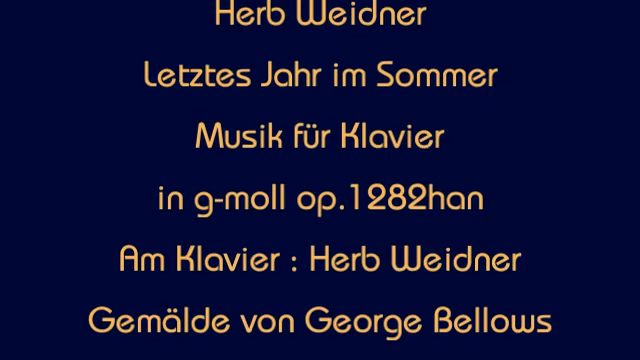 Herb Weidner
Letztes Jahr im Sommer
Musik für Klavier
in g-moll op.1282han
Am Klavier : Herb Weidner
Gemälde von George Bellows